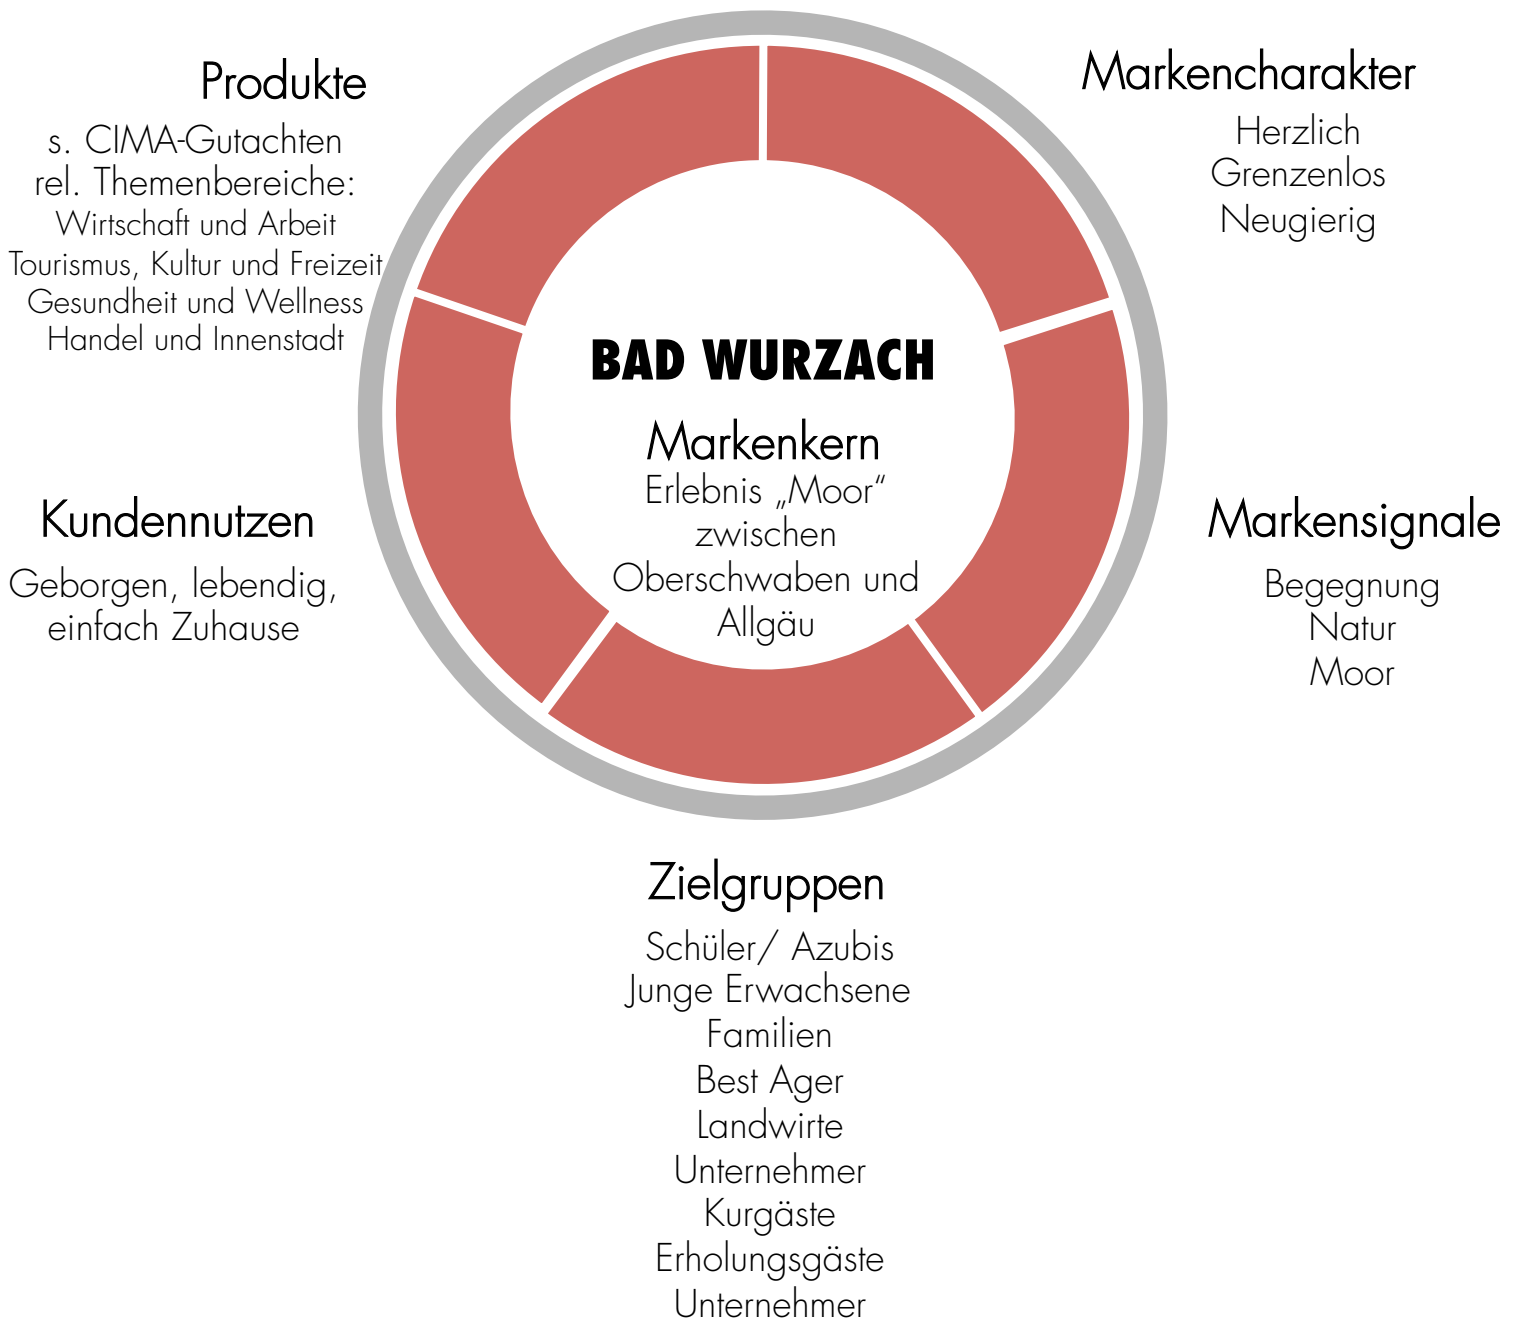 Produkte
s. CIMA-Gutachten
rel. Themenbereiche:
Wirtschaft und Arbeit
Tourismus, Kultur und Freizeit
Gesundheit und Wellness
Handel und Innenstadt
Markencharakter
Herzlich
Grenzenlos
Neugierig
BAD WURZACH
Markenkern
Erlebnis „Moor“
zwischen
Oberschwaben und
Allgäu
Kundennutzen
Geborgen, lebendig,
einfach Zuhause
Markensignale
Begegnung
Natur
Moor
Zielgruppen
Schüler/ Azubis
Junge Erwachsene
Familien
Best Ager
Landwirte
Unternehmer
Kurgäste
Erholungsgäste
Unternehmer